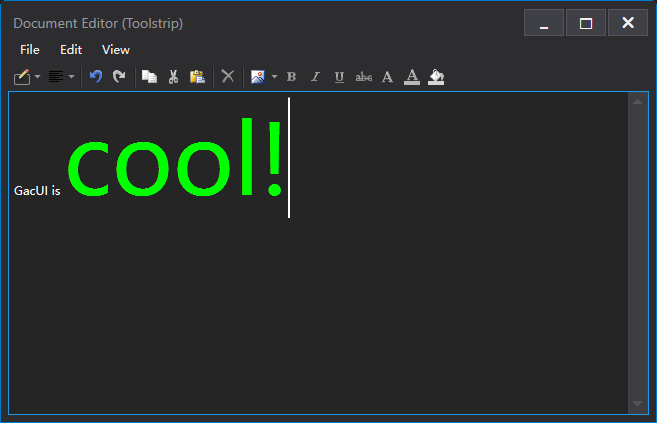 Document Editor (Toolstrip)
File Edit View
B I U abc A A
GacUI is cool!